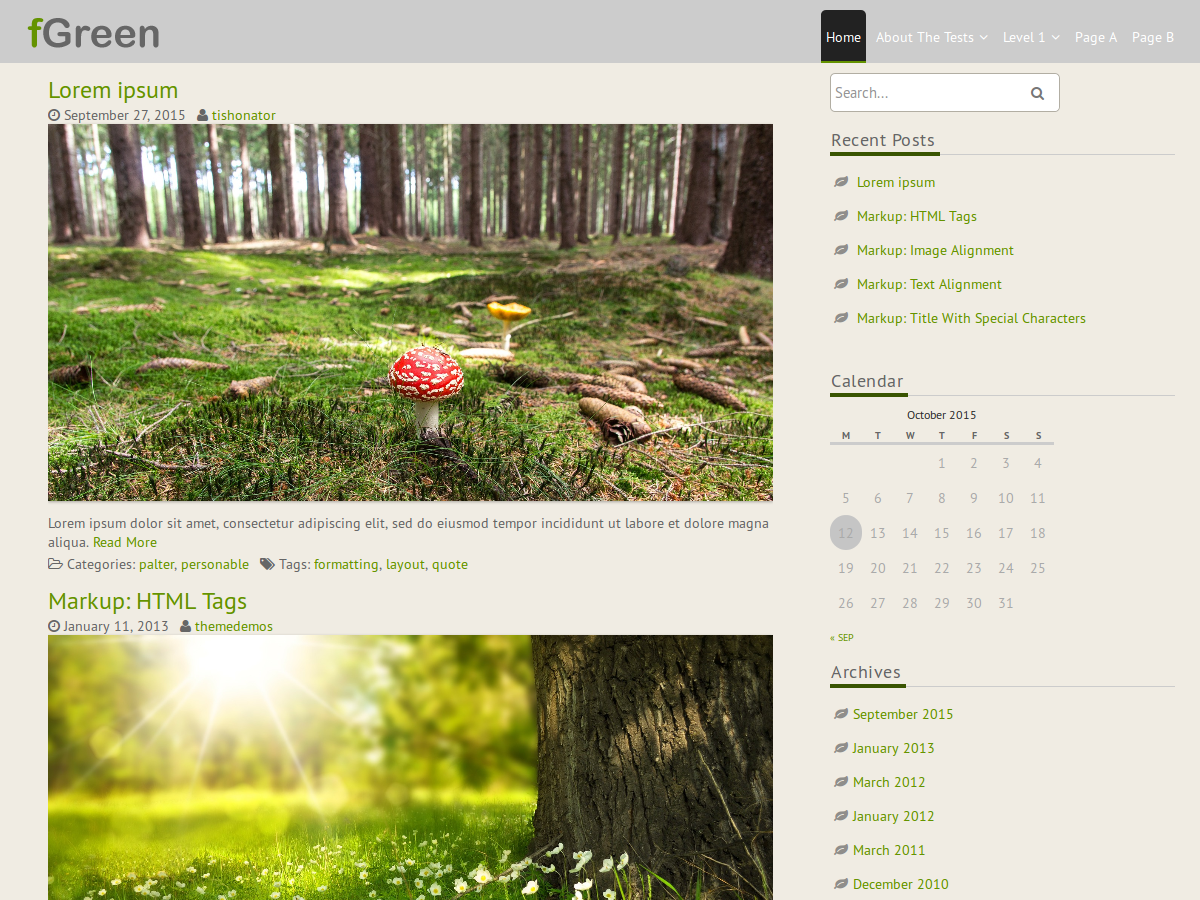 fGreen
Home About The Tests Level 1 Page A Page B
Lorem ipsum
September 27, 2015 tishonator
Lorem ipsum dolor sit amet, consectetur adipiscing elit, sed do eiusmod tempor incididunt ut labore et dolore magna
aliqua. Read More
Categories: palter, personable Tags: formatting, layout, quote
Markup: HTML Tags
January 11, 2013 themedemos
Search...
Recent Posts
Lorem ipsum
Markup: HTML Tags
Markup: Image Alignment
Markup: Text Alignment
Markup: Title With Special Characters
Calendar
October 2015
M T W T F S S
1 2 3 4
5 6 7 8 9 10 11
12 13 14 15 16 17 18
19 20 21 22 23 24 25
26 27 28 29 30 31
« SEP
Archives
September 2015
January 2013
March 2012
January 2012
March 2011
December 2010